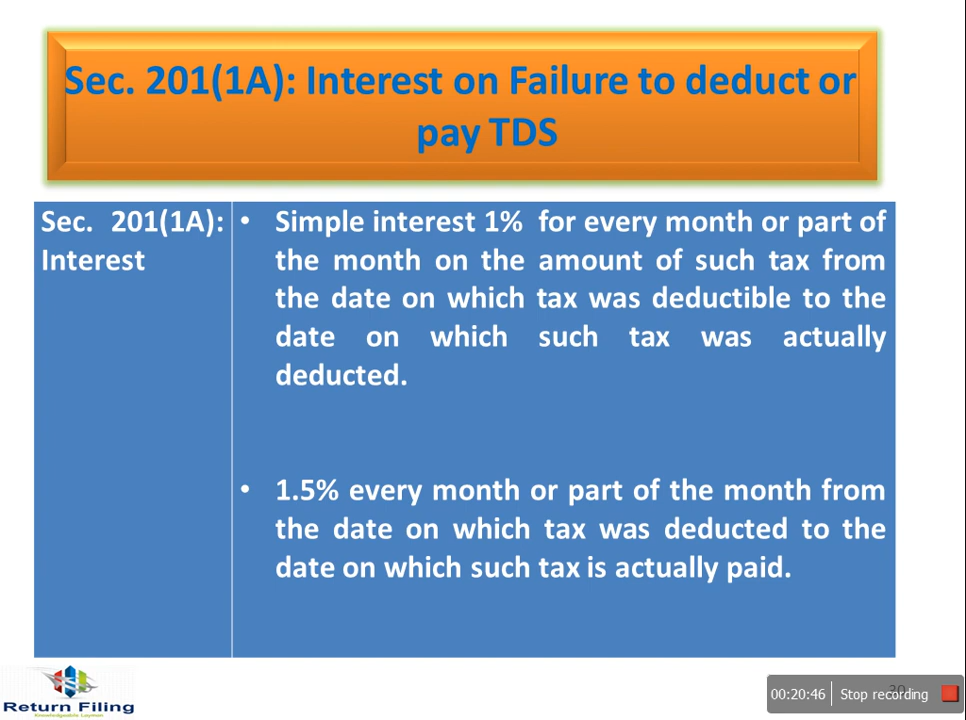 Sec. 201(1A): Interest on Failure to deduct or
pay TDS
Sec. 201(1A):
Interest
• Simple interest 1% for every month or part of
the month on the amount of such tax from
the date on which tax was deductible to the
date on which such tax was actually
deducted.
• 1.5% every month or part of the month from
the date on which tax was deducted to the
date on which such tax is actually paid.
Return Filing
Knowledgeable Layman
00:20:46 Stop recording